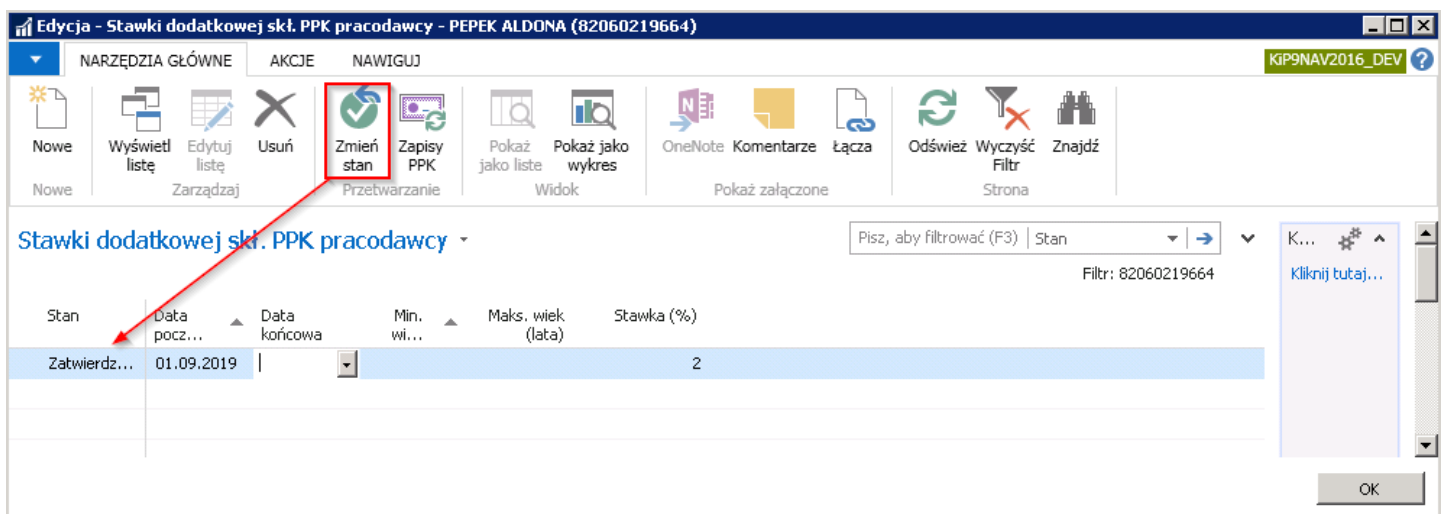 Edycja - Stawki dodatkowej skł. PPK pracodawcy - PEPEK ALDONA (82060219664)
NARZĘDZIA GŁÓWNE AKCJE NAWIGUJ KiP9NAV2016_DEV ?
Nowe Wyświetl Edytuj Usuń Zmień Zapisy Pokaż Pokaż jako OneNote Komentarze Łącza Odśwież Wyczyść Znajdź
listę listę stan PPK jako liste wykres Filtr
Nowe Zarządzaj Przetwarzanie Widok Pokaż załączone Strona
Stawki dodatkowej skł. PPK pracodawcy Pisz, aby filtrować (F3) Stan K...
Filtr: 82060219664 Kliknij tutaj...
Stan Data Data Min. Maks. wiek Stawka (%)
pocz... końcowa wi... (lata)
Zatwierdz... 01.09.2019 2
OK